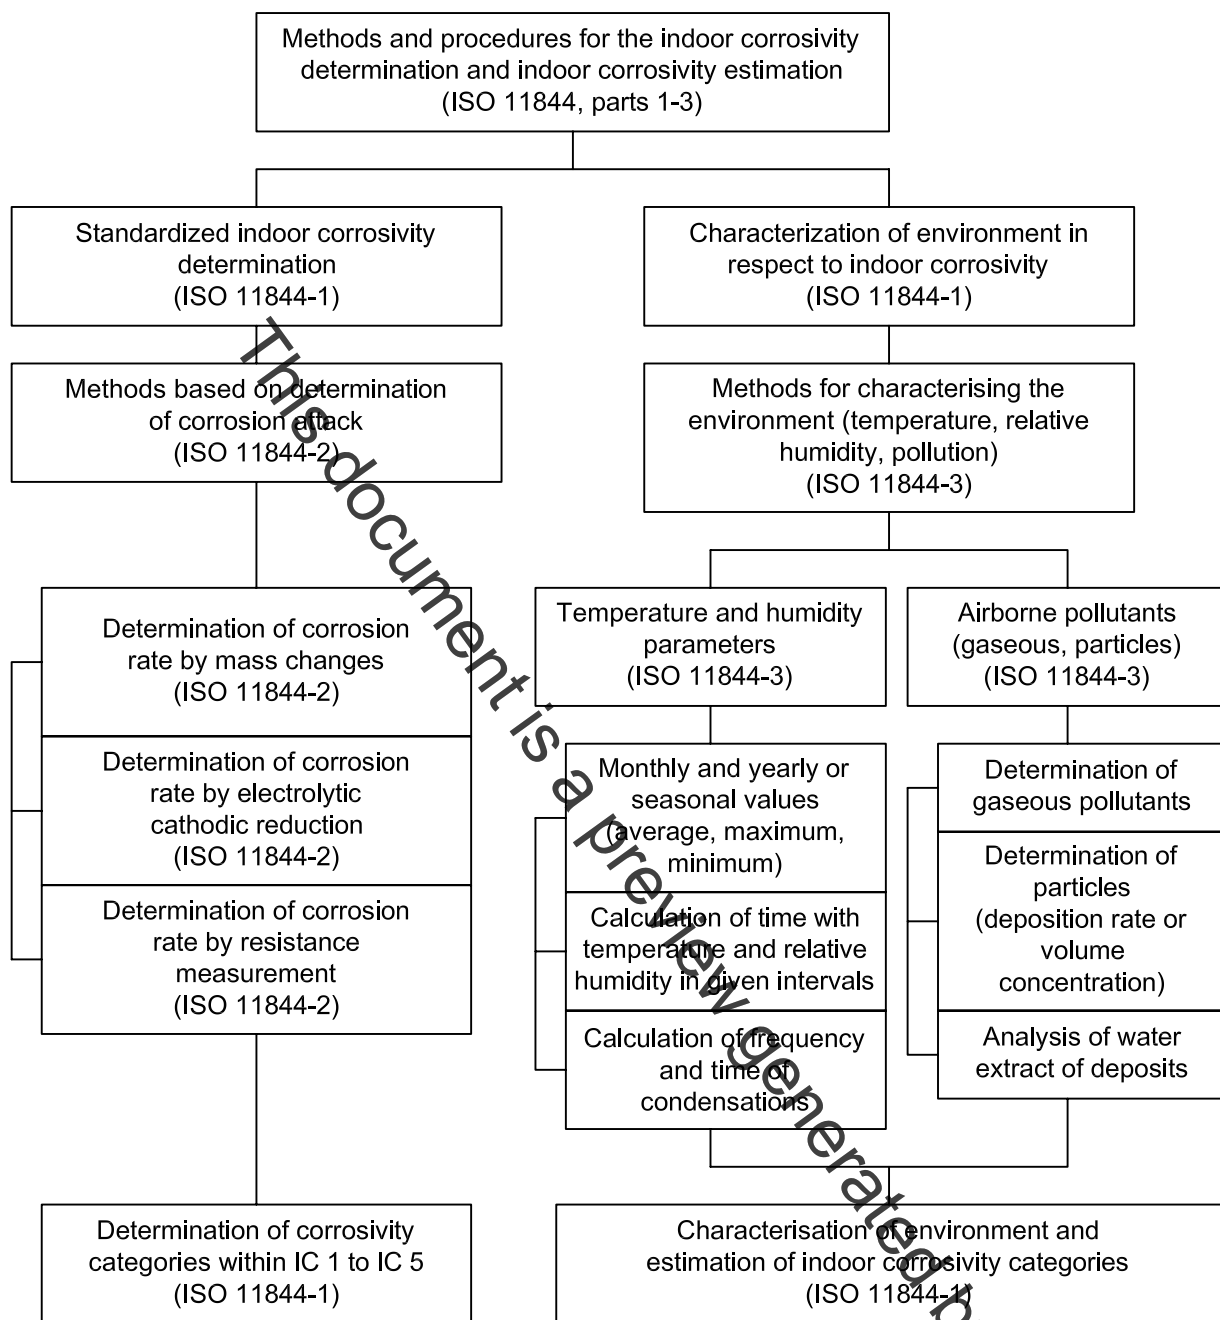 Methods and procedures for the indoor corrosivity
determination and indoor corrosivity estimation
(ISO 11844, parts 1-3)
Standardized indoor corrosivity
determination
(ISO 11844-1)
Characterization of environment in
respect to indoor corrosivity
(ISO 11844-1)
Methods based on determination
of corrosion attack
(ISO 11844-2)
Methods for characterising the
environment (temperature, relative
humidity, pollution)
(ISO 11844-3)
Determination of corrosion
rate by mass changes
(ISO 11844-2)
Determination of corrosion
rate by electrolytic
cathodic reduction
(ISO 11844-2)
Determination of corrosion
rate by resistance
measurement
(ISO 11844-2)
Temperature and humidity
parameters
(ISO 11844-3)
Monthly and yearly or
seasonal values
(average, maximum,
minimum)
Calculation of time with
temperature and relative
humidity in given intervals
Calculation of frequency
and time of
condensations
Airborne pollutants
(gaseous, particles)
(ISO 11844-3)
Determination of
gaseous pollutants
Determination of
particles
(deposition rate or
volume
concentration)
Analysis of water
extract of deposits
Determination of corrosivity
categories within IC 1 to IC 5
(ISO 11844-1)
Characterisation of environment and
estimation of indoor corrosivity categories
(ISO 11844-1)
This document is a preview generated b